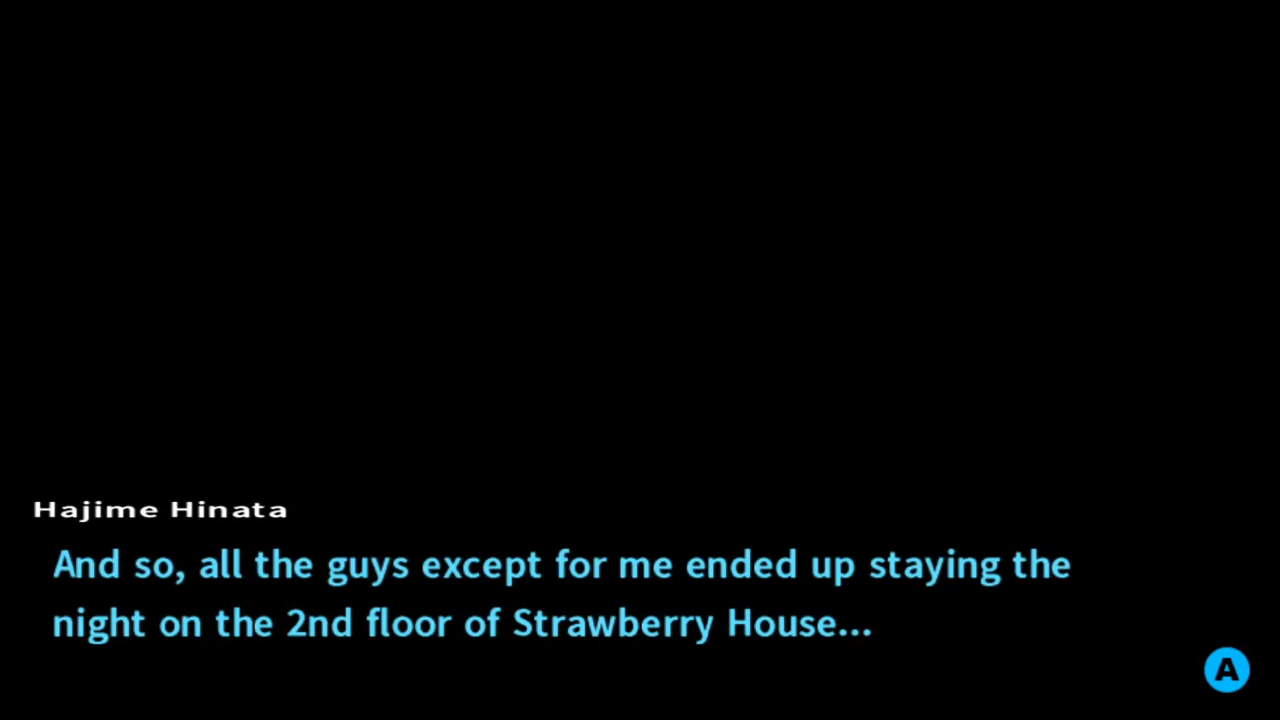 Hajime Hinata
And so, all the guys except for me ended up staying the
night on the 2nd floor of Strawberry House...
A